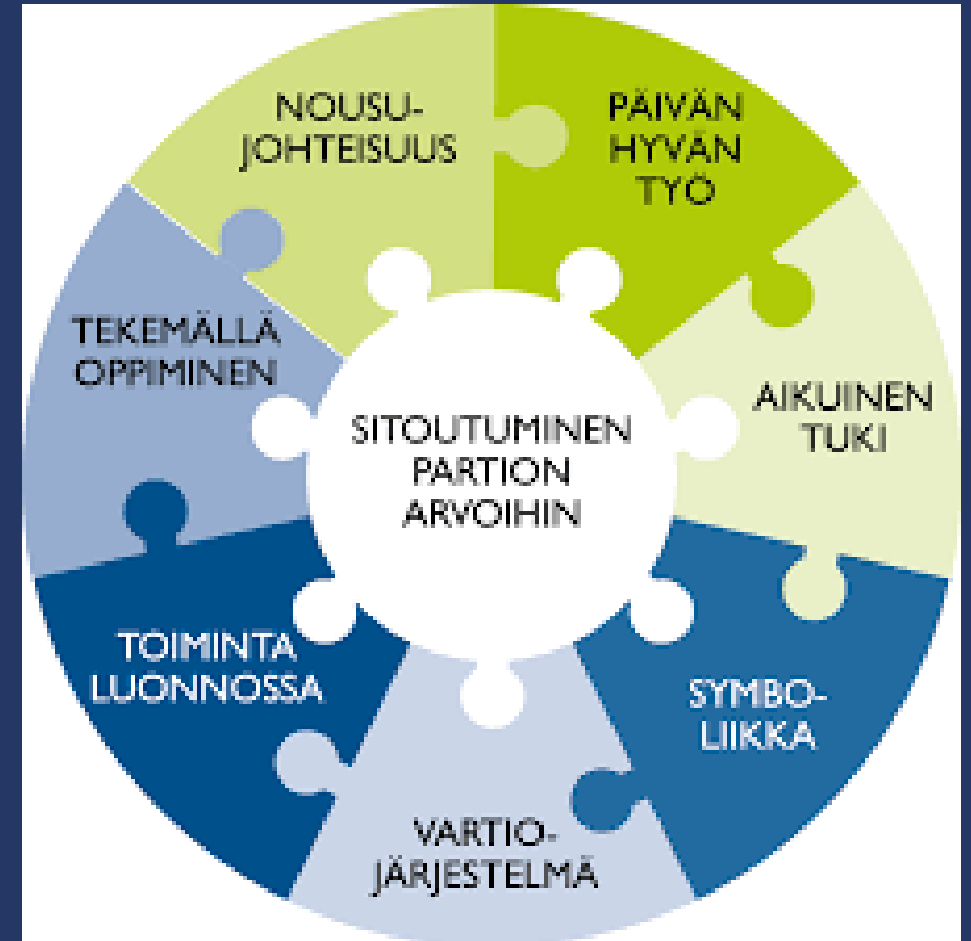 NOUSU-
JOHTEISUUS
PÄIVÄN
HYVÄN
TYÖ
TEKEMÄLLÄ
OPPIMINEN
SITOUTUMINEN
PARTION
ARVOIHIN
AIKUINEN
TUKI
TOIMINTA
LUONNOSSA
SYMBO-
LIIKKA
VARTIO-
JÄRJESTELMÄ